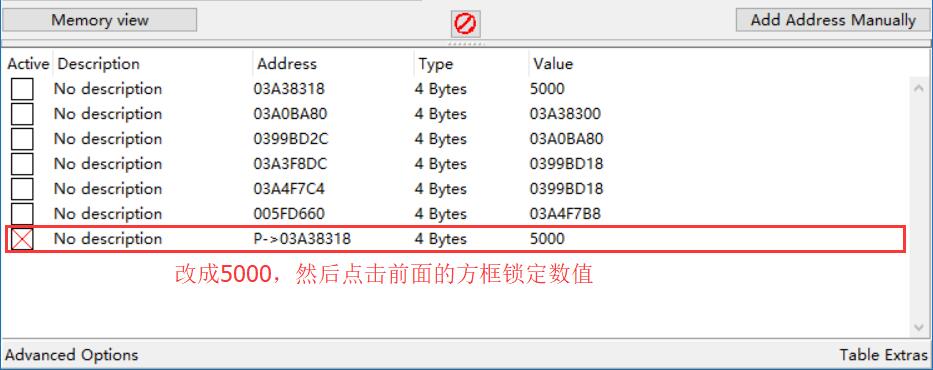 Memory view
Add Address Manually
Active Description Address Type Value
No description 03A38318 4 Bytes 5000
No description 03A0BA80 4 Bytes 03A38300
No description 0399BD2C 4 Bytes 03A0BA80
No description 03A3F8DC 4 Bytes 0399BD18
No description 03A4F7C4 4 Bytes 0399BD18
No description 005FD660 4 Bytes 03A4F7B8
No description P->03A38318 4 Bytes 5000
改成5000，然后点击前面的方框锁定数值
Advanced Options
Table Extras